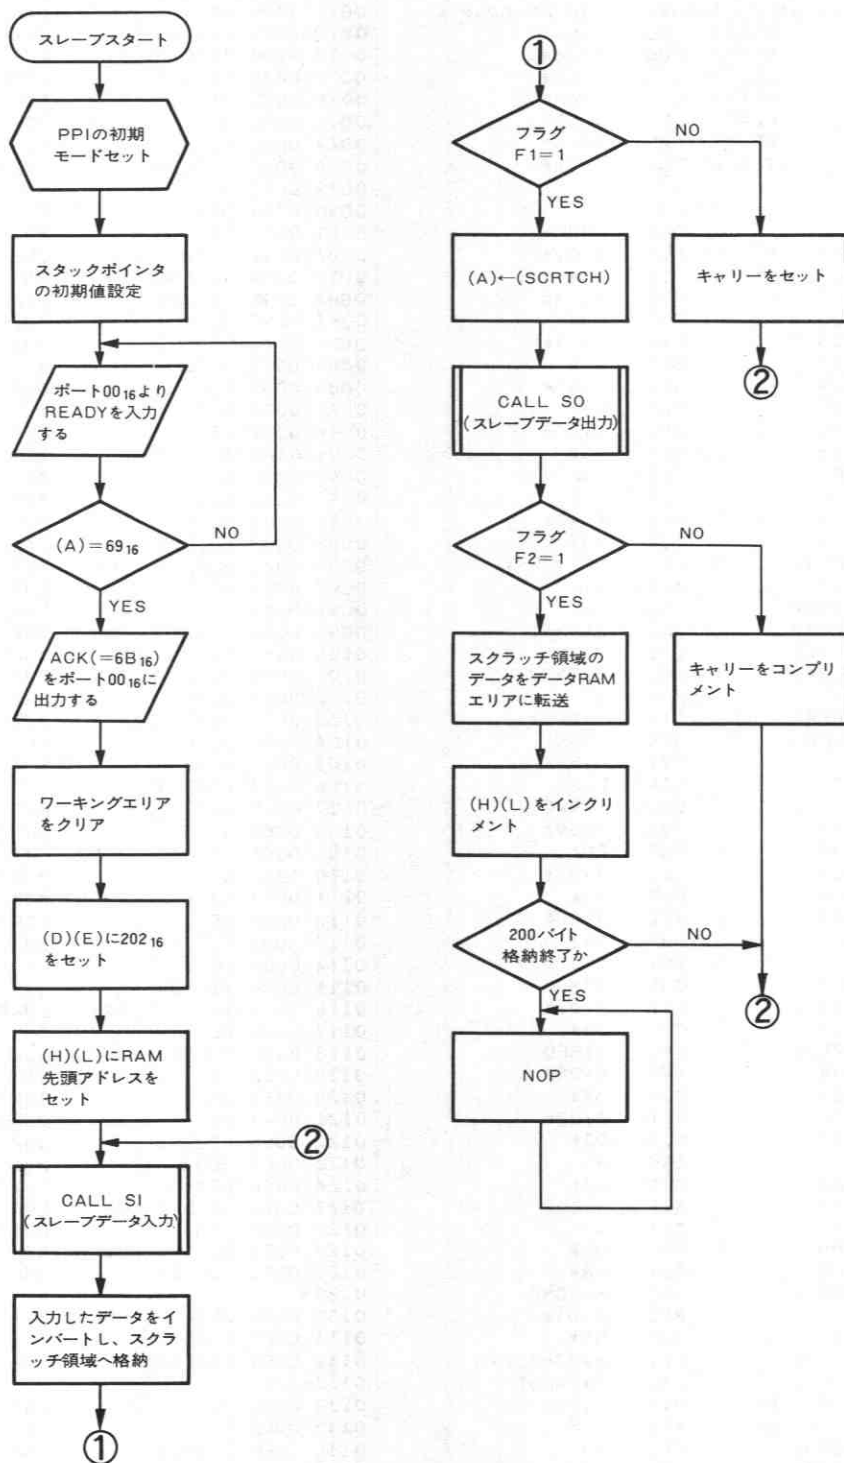 スレーブスタート
PPIの初期
モードセット
スタックポインタ
の初期値設定
ポート00₁₆より
READYを入力
する
(A)=69₁₆
NO
YES
ACK(=6B₁₆)
をポート00₁₆に
出力する
ワーキングエリア
をクリア
(D)(E)に202₁₆
をセット
(H)(L)にRAM
先頭アドレスを
セット
②
CALL SI
(スレーブデータ入力)
入力したデータをイ
ンバートし、スクラ
ッチ領域へ格納
①
①
フラグ
F1=1
NO
YES
(A)←(SCRTCH)
キャリーをセット
②
CALL SO
(スレーブデータ出力)
フラグ
F2=1
NO
YES
スクラッチ領域の
データをデータRAM
エリアに転送
キャリーをコンプリ
メント
(H)(L)をインクリ
メント
200バイト
格納終了か
NO
YES
②
NOP